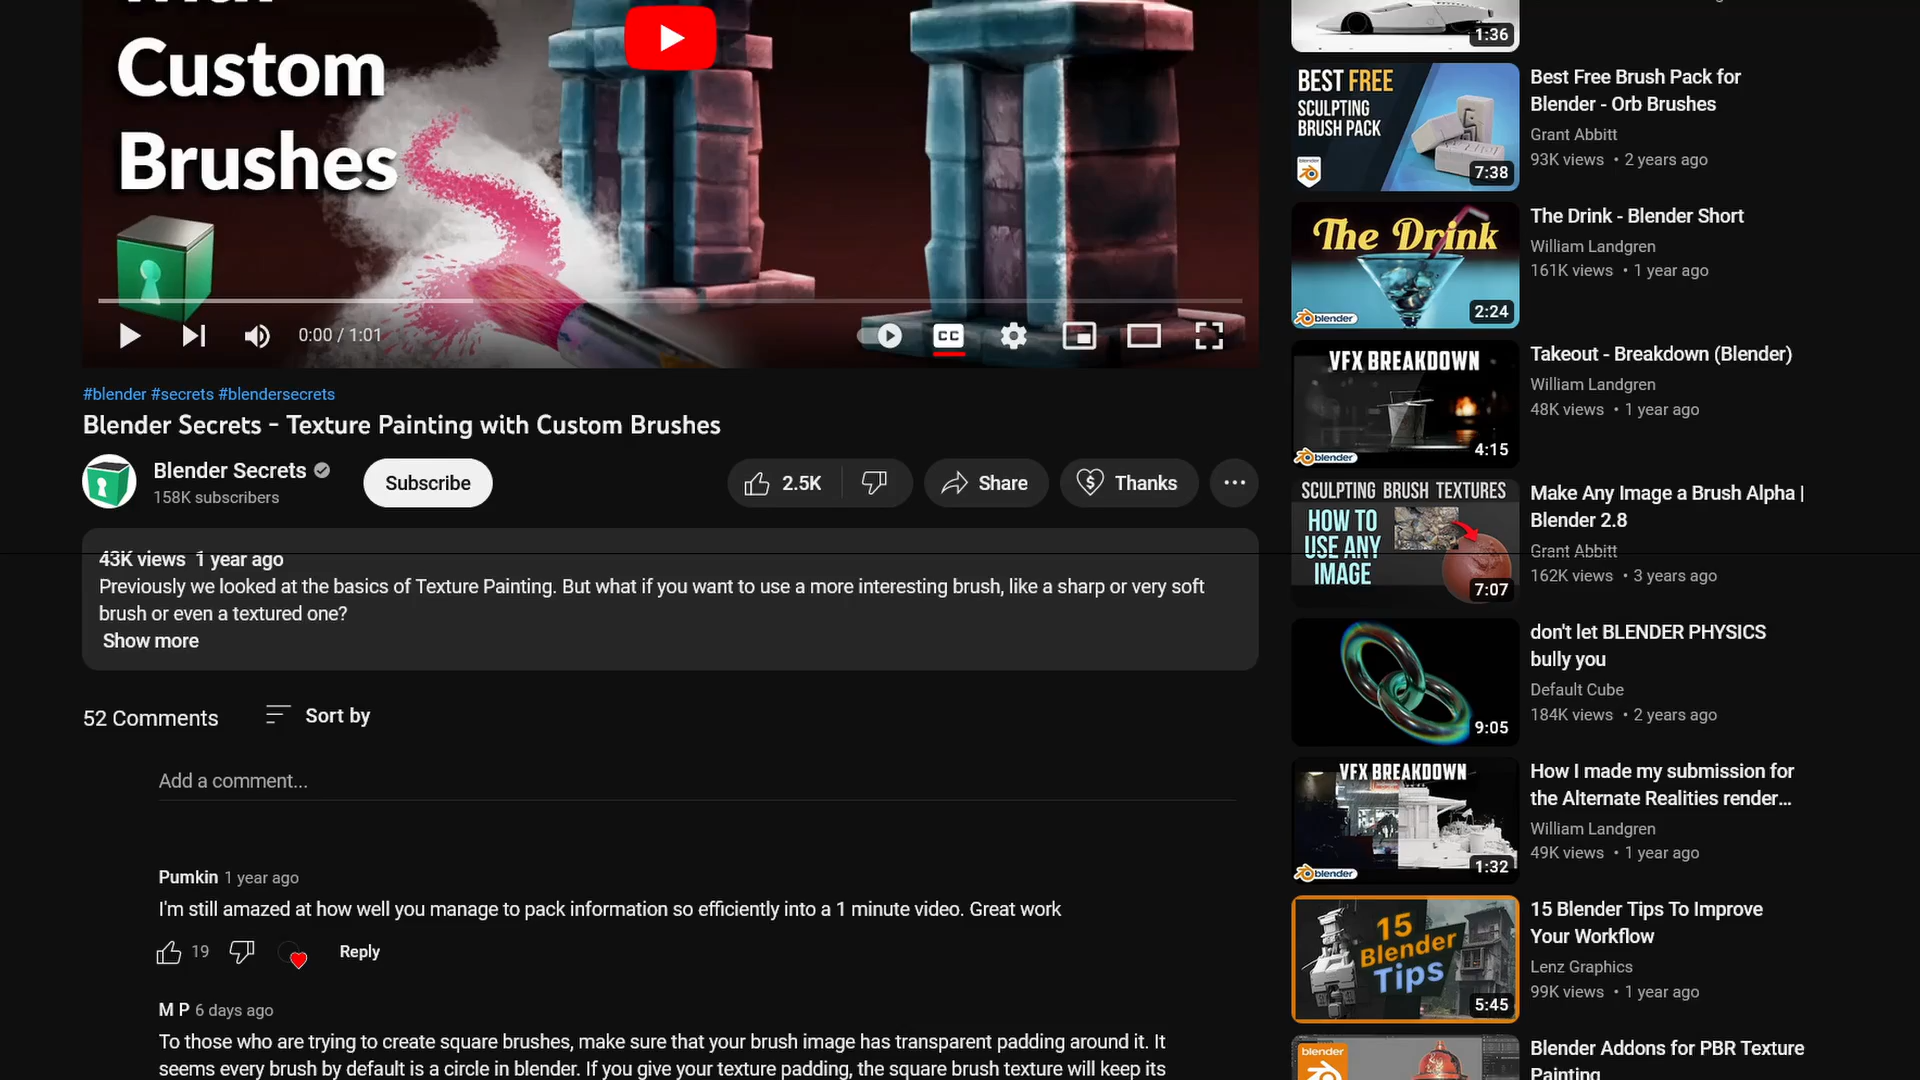 Custom
Brushes
0:00 / 1:01
CC
#blender #secrets #blendersecrets
Blender Secrets - Texture Painting with Custom Brushes
Blender Secrets
158K subscribers
Subscribe
2.5K
Share
Thanks
43K views 1 year ago
Previously we looked at the basics of Texture Painting. But what if you want to use a more interesting brush, like a sharp or very soft
brush or even a textured one?
Show more
52 Comments
Sort by
Add a comment...
Pumkin 1 year ago
I'm still amazed at how well you manage to pack information so efficiently into a 1 minute video. Great work
19
Reply
M P 6 days ago
To those who are trying to create square brushes, make sure that your brush image has transparent padding around it. It
seems every brush by default is a circle in blender. If you give your texture padding, the square brush texture will keep its
1:36
BEST FREE
SCULPTING
BRUSH PACK
blender
7:38
Best Free Brush Pack for
Blender - Orb Brushes
Grant Abbitt
93K views • 2 years ago
The Drink
blender
2:24
The Drink - Blender Short
William Landgren
161K views • 1 year ago
VFX BREAKDOWN
blender
4:15
Takeout - Breakdown (Blender)
William Landgren
48K views • 1 year ago
SCULPTING BRUSH TEXTURES
HOW TO
USE ANY
IMAGE
7:07
Make Any Image a Brush Alpha |
Blender 2.8
Grant Abbitt
162K views • 3 years ago
9:05
don't let BLENDER PHYSICS
bully you
Default Cube
184K views • 2 years ago
VFX BREAKDOWN
blender
1:32
How I made my submission for
the Alternate Realities render...
William Landgren
49K views • 1 year ago
15
Blender
Tips
5:45
15 Blender Tips To Improve
Your Workflow
Lenz Graphics
99K views • 1 year ago
blender
Blender Addons for PBR Texture
Painting